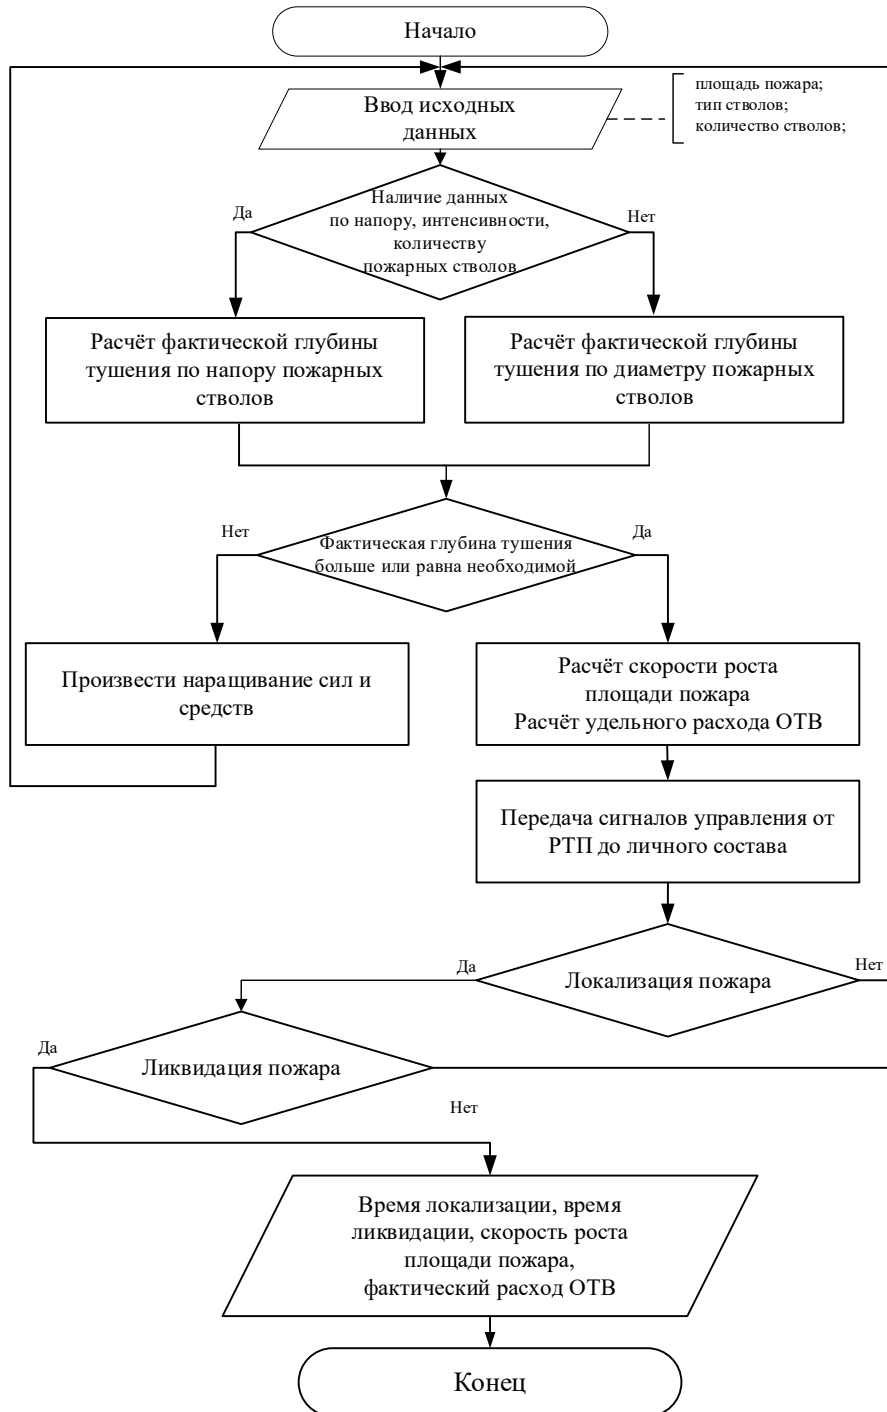 Начало
Ввод исходных
данных
площадь пожара;
тип стволов;
количество стволов;
Да
Наличие данных
по напору, интенсивности,
количеству
пожарных стволов
Нет
Расчёт фактической глубины
тушения по напору пожарных
стволов
Расчёт фактической глубины
тушения по диаметру пожарных
стволов
Нет
Фактическая глубина тушения
больше или равна необходимой
Да
Произвести наращивание сил и
средств
Расчёт скорости роста
площади пожара
Расчёт удельного расхода ОТВ
Передача сигналов управления от
РТП до личного состава
Да
Локализация пожара
Нет
Да
Ликвидация пожара
Нет
Время локализации, время
ликвидации, скорость роста
площади пожара,
фактический расход ОТВ
Конец